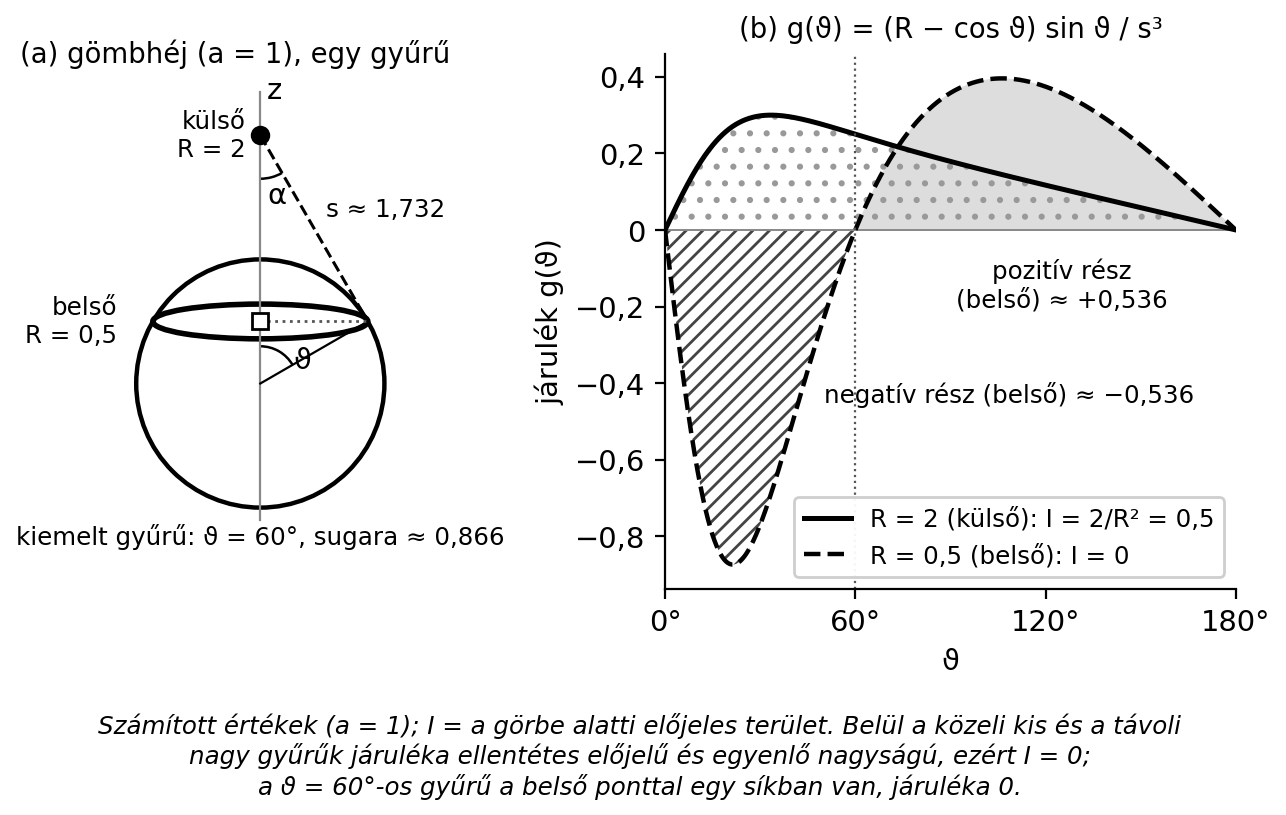 (a) gömbhéj (a = 1), egy gyűrű
z
külső
R = 2
α
s ≈ 1,732
belső
R = 0,5
ϑ
kiemelt gyűrű: ϑ = 60°, sugara ≈ 0,866
(b) g(ϑ) = (R − cos ϑ) sin ϑ / s³
járulék g(ϑ)
0,4
0,2
0
−0,2
−0,4
−0,6
−0,8
pozitív rész
(belső) ≈ +0,536
negatív rész (belső) ≈ −0,536
R = 2 (külső): I = 2/R² = 0,5
R = 0,5 (belső): I = 0
0°
60°
120°
180°
ϑ
Számított értékek (a = 1); I = a görbe alatti előjeles terület. Belül a közeli kis és a távoli
nagy gyűrűk járuléka ellentétes előjelű és egyenlő nagyságú, ezért I = 0;
a ϑ = 60°-os gyűrű a belső ponttal egy síkban van, járuléka 0.